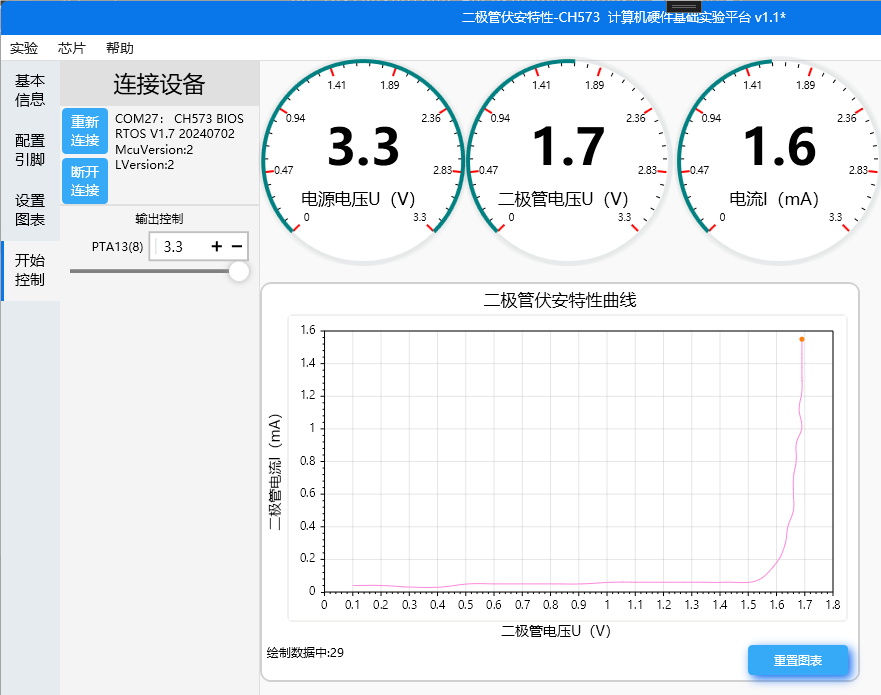 二极管伏安特性-CH573 计算机硬件基础实验平台 v1.1*
实验 芯片 帮助
基本
信息
配置
引脚
设置
图表
开始
控制
连接设备
重新
连接
断开
连接
COM27: CH573 BIOS
RTOS V1.7 20240702
McuVersion:2
LVersion:2
输出控制
PTA13(8) 3.3 + −
0
0.47
0.94
1.41
1.89
2.36
2.83
3.3
3.3
电源电压U（V）
0
0.47
0.94
1.41
1.89
2.36
2.83
3.3
1.7
二极管电压U（V）
0
0.47
0.94
1.41
1.89
2.36
2.83
3.3
1.6
电流I（mA）
二极管伏安特性曲线
二极管电流I（mA）
1.6
1.4
1.2
1
0.8
0.6
0.4
0.2
0
0 0.1 0.2 0.3 0.4 0.5 0.6 0.7 0.8 0.9 1 1.1 1.2 1.3 1.4 1.5 1.6 1.7 1.8
二极管电压U（V）
绘制数据中:29
重置图表